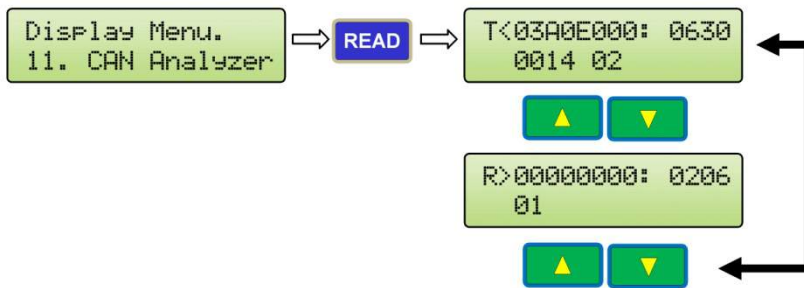 Display Menu.
11. CAN Analyzer
READ
T<03A0E000: 0630
0014 02
R>00000000: 0206
01